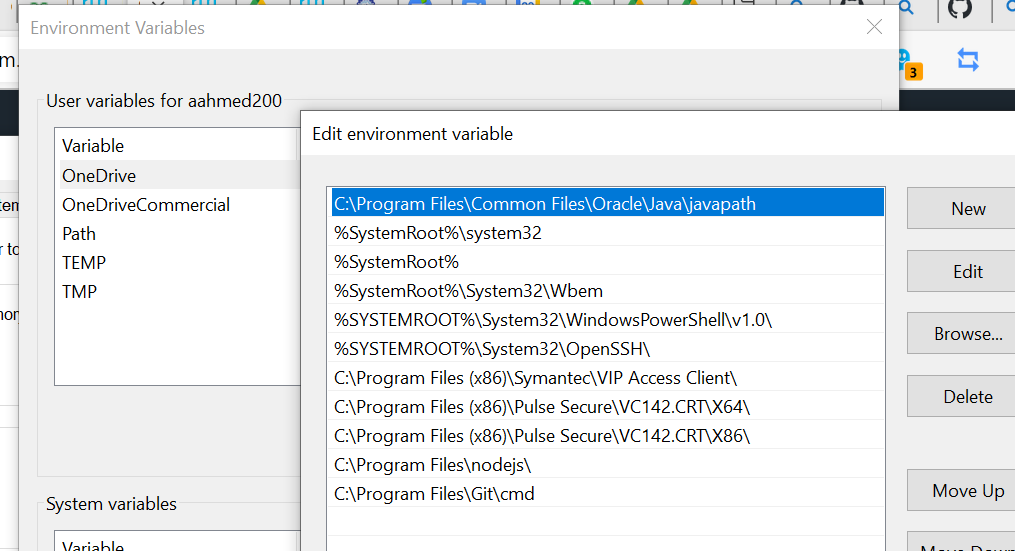 Environment Variables
m.
3
User variables for aahmed200
Variable
OneDrive
OneDriveCommercial
Path
TEMP
TMP
System variables
Variable
Edit environment variable
C:\Program Files\Common Files\Oracle\Java\javapath
%SystemRoot%\system32
%SystemRoot%
%SystemRoot%\System32\Wbem
%SYSTEMROOT%\System32\WindowsPowerShell\v1.0\
%SYSTEMROOT%\System32\OpenSSH\
C:\Program Files (x86)\Symantec\VIP Access Client\
C:\Program Files (x86)\Pulse Secure\VC142.CRT\X64\
C:\Program Files (x86)\Pulse Secure\VC142.CRT\X86\
C:\Program Files\nodejs\
C:\Program Files\Git\cmd
New
Edit
Browse...
Delete
Move Up
Move Down